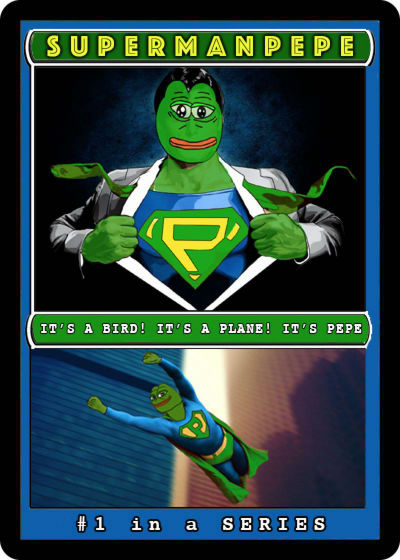 SUPERMANPEPE
P
IT'S A BIRD! IT'S A PLANE! IT'S PEPE
P
#1 in a SERIES